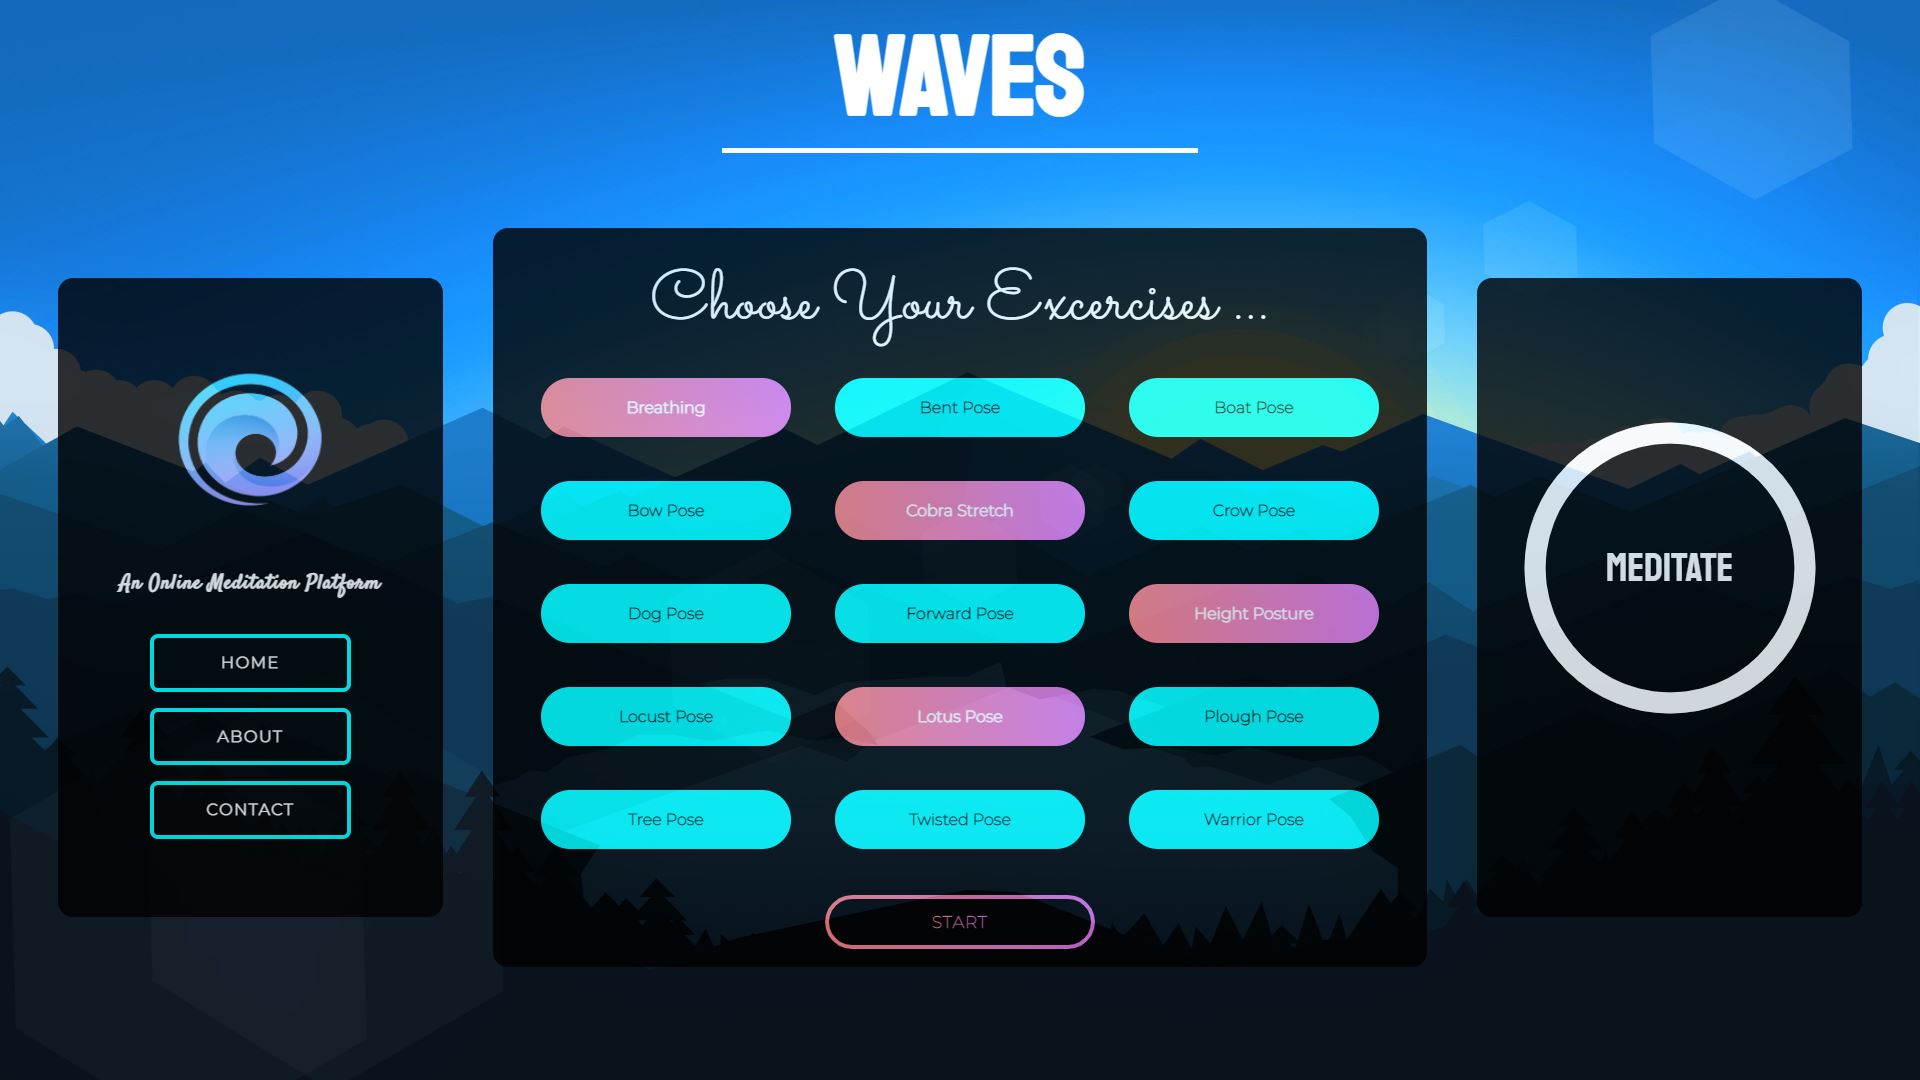 WAVES
Choose Your Excercises ...
Breathing
Bent Pose
Boat Pose
Bow Pose
Cobra Stretch
Crow Pose
Dog Pose
Forward Pose
Height Posture
Locust Pose
Lotus Pose
Plough Pose
Tree Pose
Twisted Pose
Warrior Pose
START
An Online Meditation Platform
HOME
ABOUT
CONTACT
MEDITATE